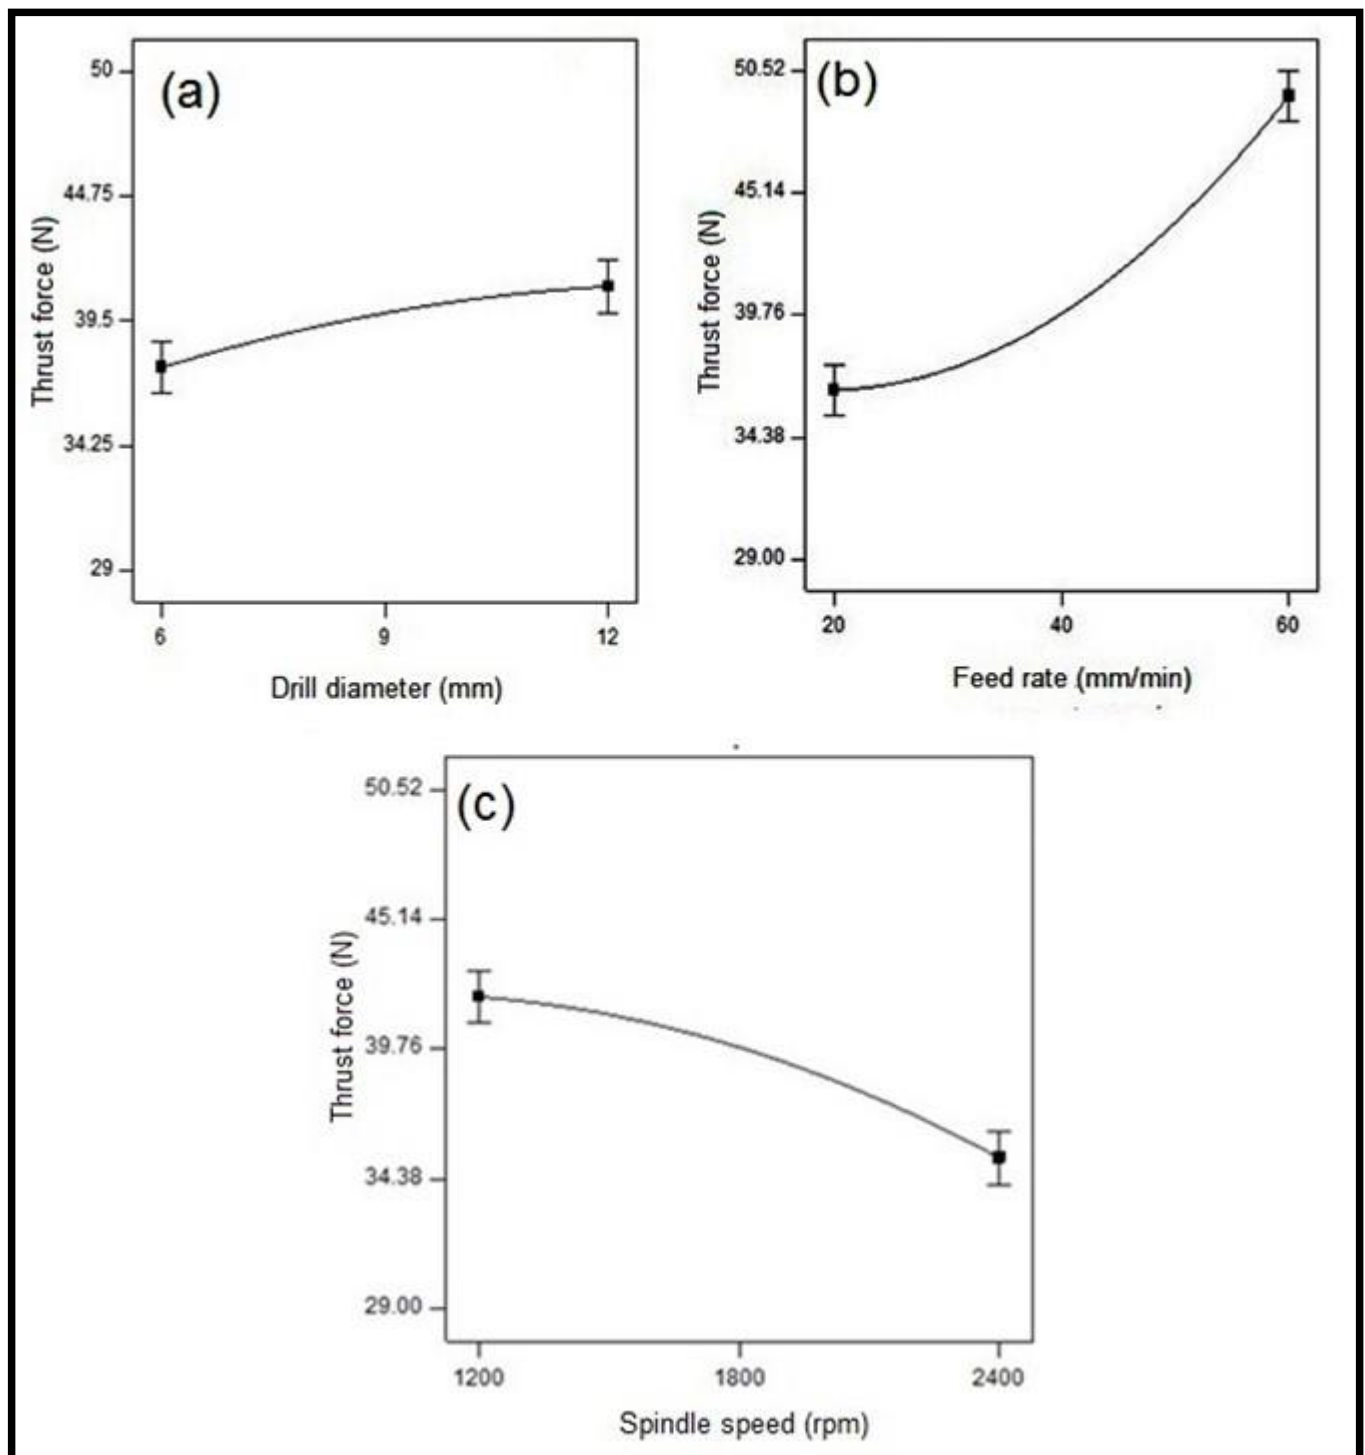 (a)
50
44.75
39.5
34.25
29
Thrust force (N)
6 9 12
Drill diameter (mm)
(b)
50.52
45.14
39.76
34.38
29.00
Thrust force (N)
20 40 60
Feed rate (mm/min)
(c)
50.52
45.14
39.76
34.38
29.00
Thrust force (N)
1200 1800 2400
Spindle speed (rpm)